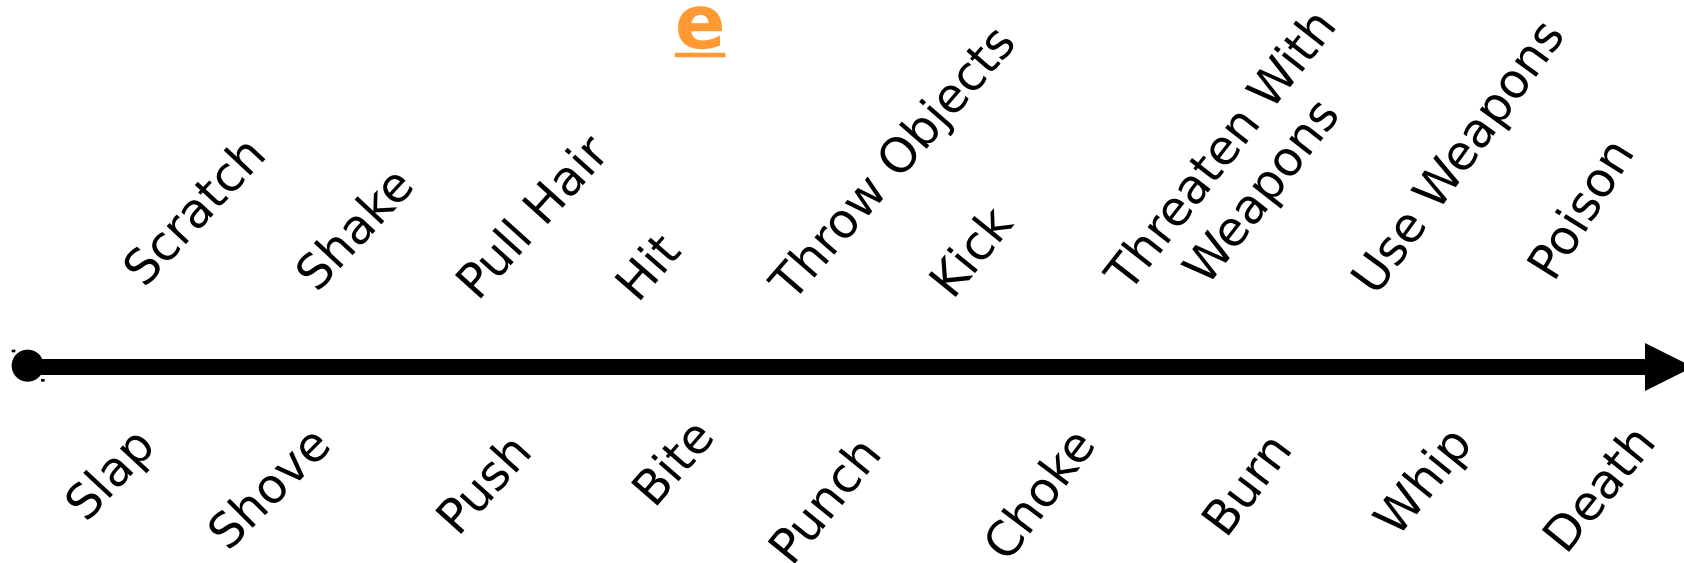 e
Scratch
Shake
Pull Hair
Hit
Throw Objects
Kick
Threaten With
Weapons
Use Weapons
Poison
Slap
Shove
Push
Bite
Punch
Choke
Burn
Whip
Death